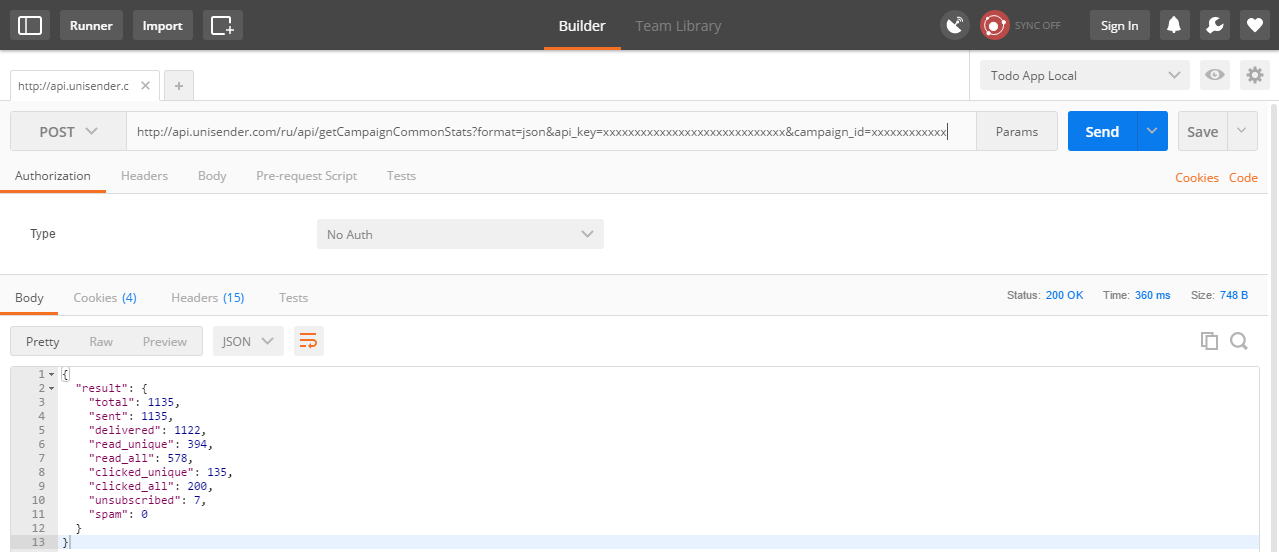 Runner Import Builder Team Library SYNC OFF Sign In
http://api.unisender.c Todo App Local
POST http://api.unisender.com/ru/api/getCampaignCommonStats?format=json&api_key=xxxxxxxxxxxxxxxxxxxxxxxxxxxxx&campaign_id=xxxxxxxxxxxx Params Send Save
Authorization Headers Body Pre-request Script Tests Cookies Code
Type No Auth
Body Cookies (4) Headers (15) Tests Status: 200 OK Time: 360 ms Size: 748 B
Pretty Raw Preview JSON
1 {
2 "result": {
3 "total": 1135,
4 "sent": 1135,
5 "delivered": 1122,
6 "read_unique": 394,
7 "read_all": 578,
8 "clicked_unique": 135,
9 "clicked_all": 200,
10 "unsubscribed": 7,
11 "spam": 0
12 }
13 }